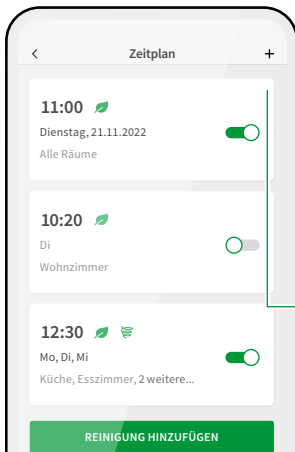 Zeitplan
11:00
Dienstag, 21.11.2022
Alle Räume
10:20
Di
Wohnzimmer
12:30
Mo, Di, Mi
Küche, Esszimmer, 2 weitere...
REINIGUNG HINZUFÜGEN